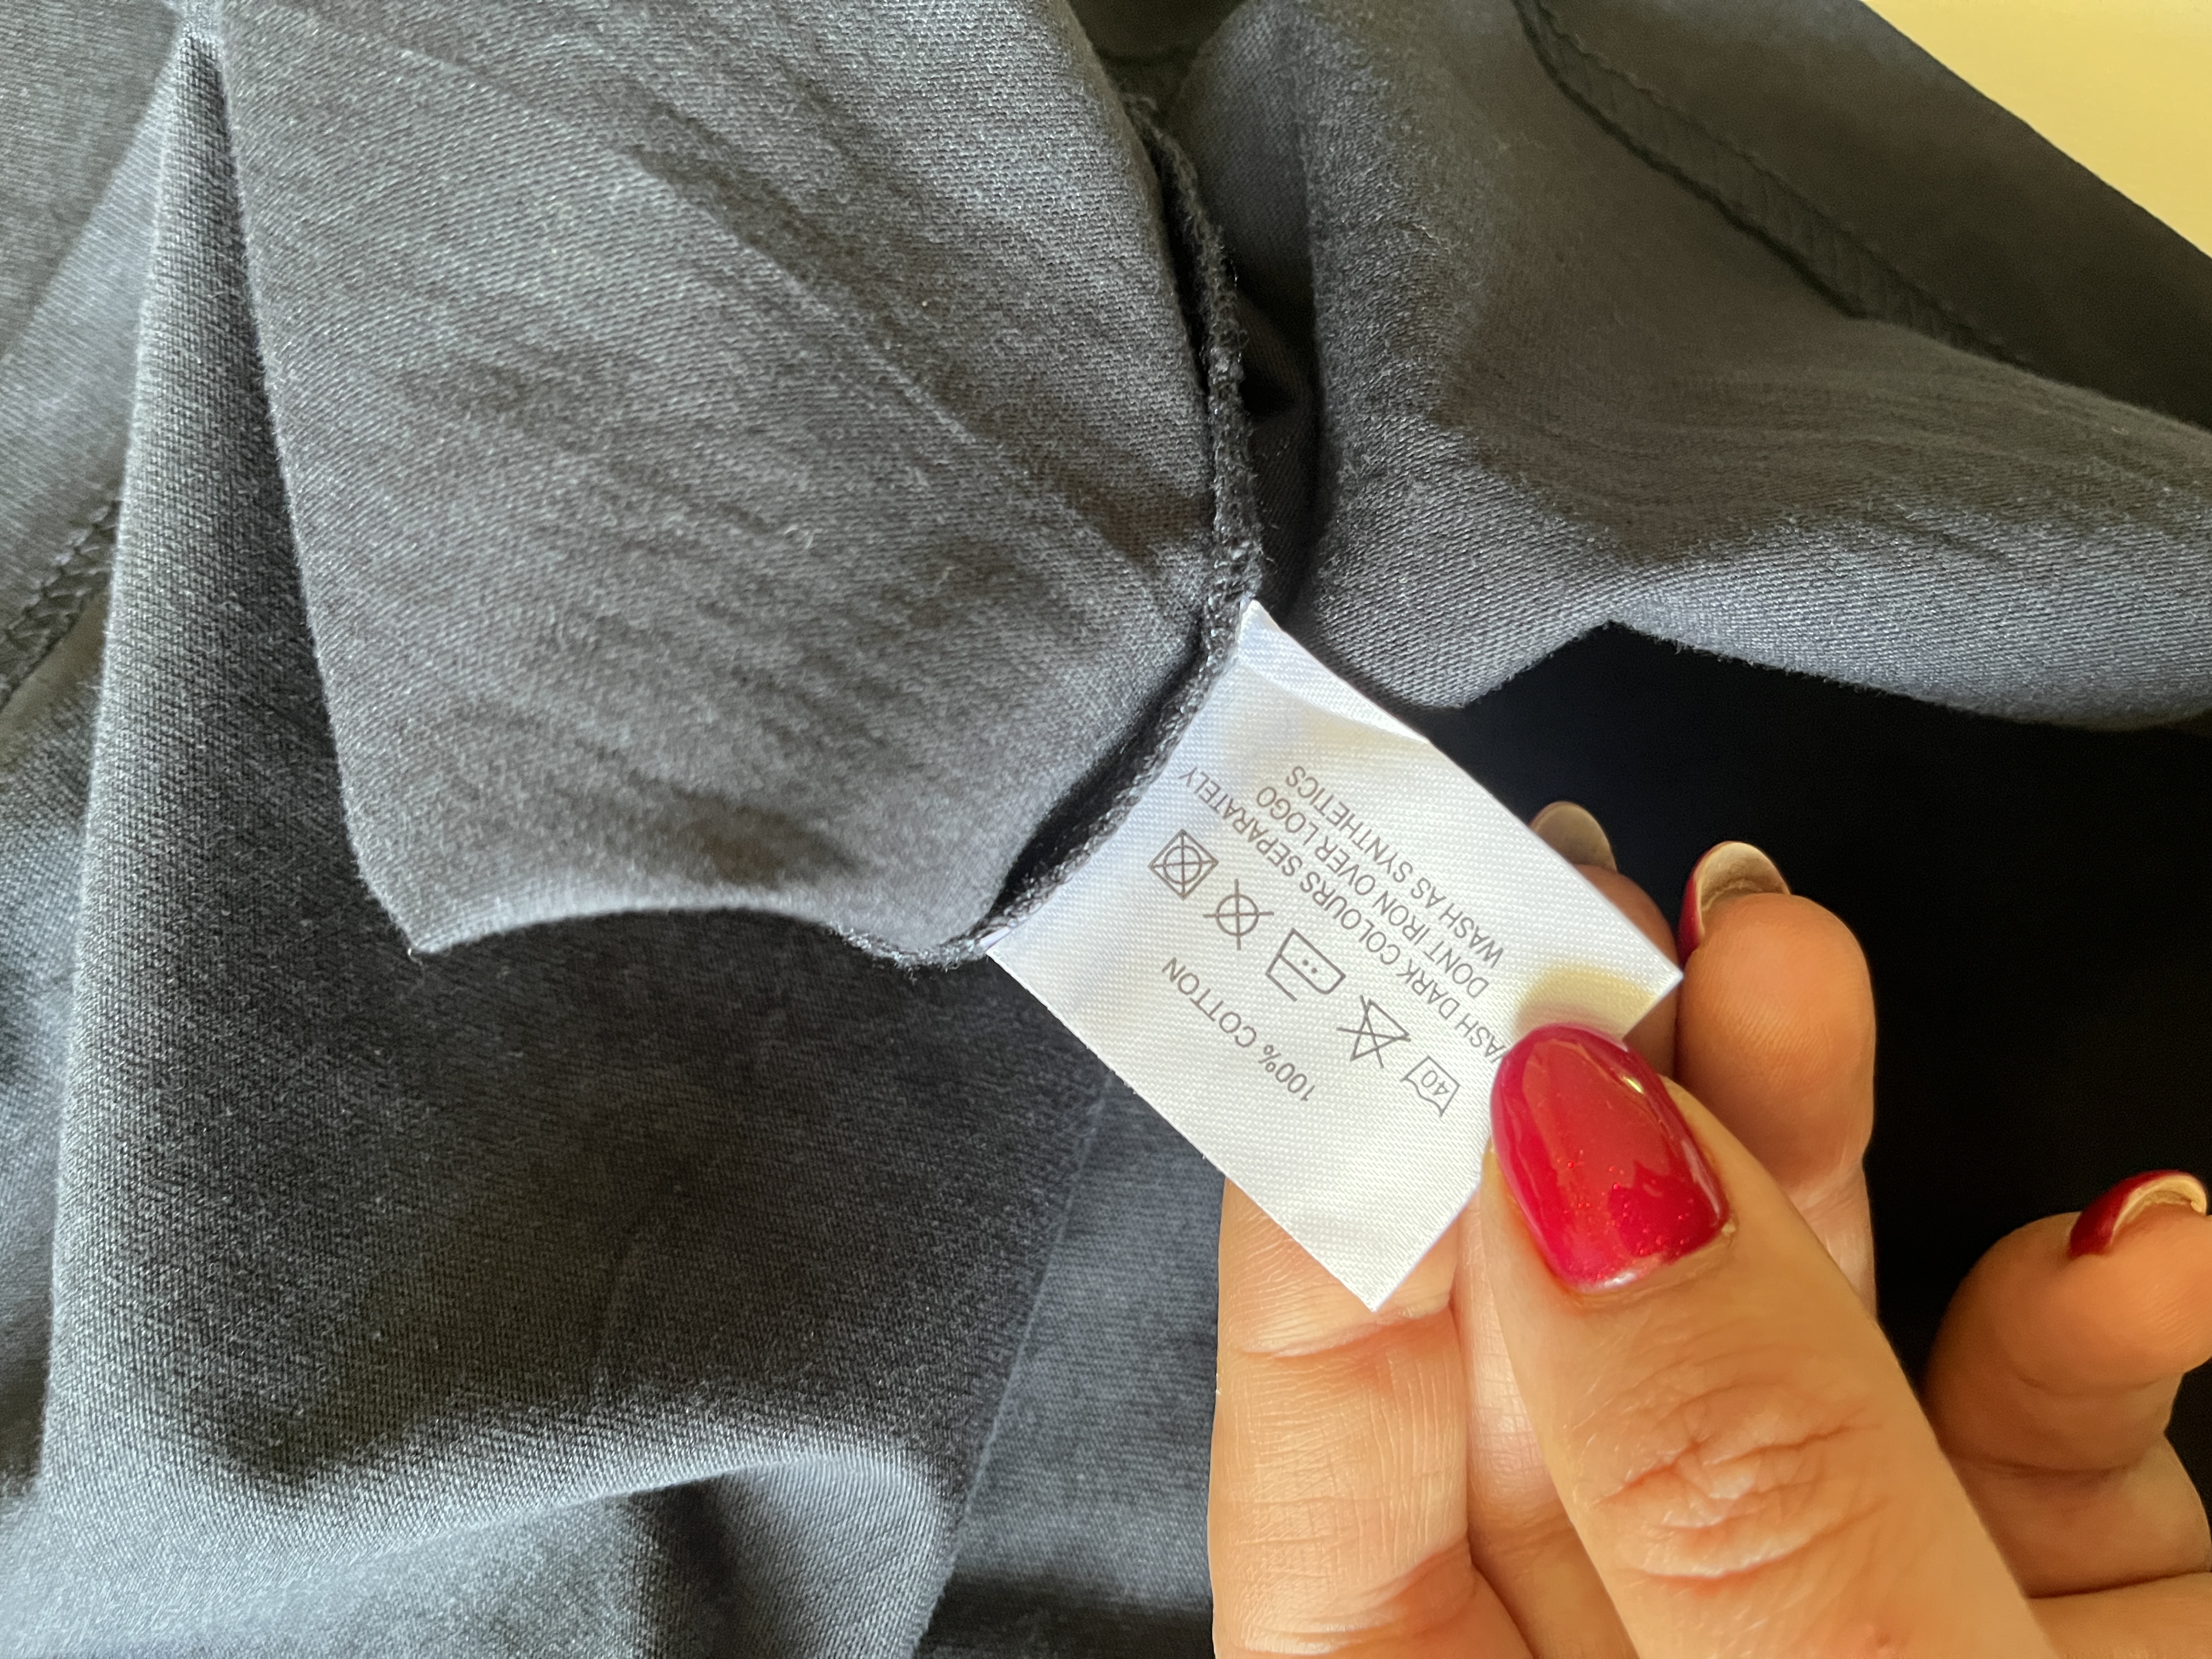 100% COTTON
40
WASH DARK COLOURS SEPARATELY
DONT IRON OVER LOGO
WASH AS SYNTHETICS